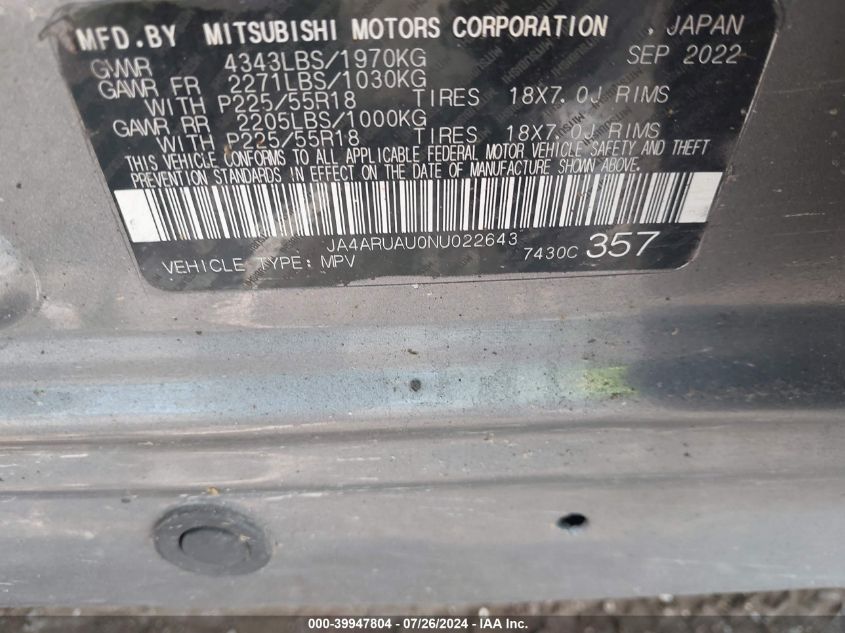 MFD.BY MITSUBISHI MOTORS CORPORATION . JAPAN
GVWR 4343LBS/1970KG SEP 2022
GAWR FR 2271LBS/1030KG
WITH P225/55R18 TIRES 18X7.0J RIMS
GAWR RR 2205LBS/1000KG
WITH P225/55R18 TIRES 18X7.0J RIMS
THIS VEHICLE CONFORMS TO ALL APPLICABLE FEDERAL MOTOR VEHICLE SAFETY AND THEFT
PREVENTION STANDARDS IN EFFECT ON THE DATE OF MANUFACTURE SHOWN ABOVE.
JA4ARUAU0NU022643
VEHICLE TYPE: MPV 7430C 357
000-39947804 - 07/26/2024 - IAA Inc.